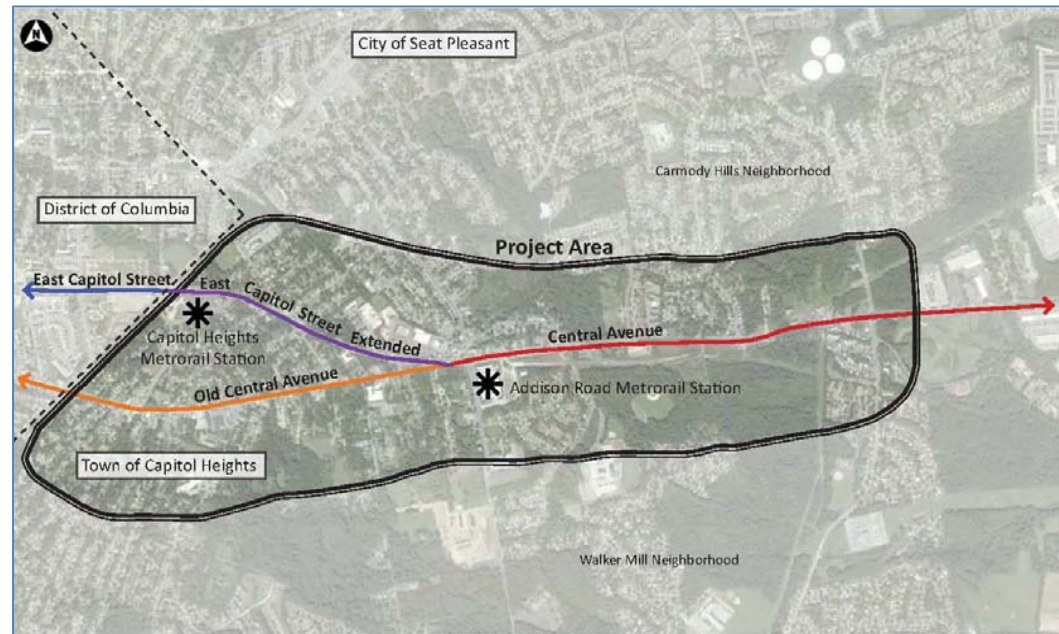 N
City of Seat Pleasant
Carmody Hills Neighborhood
District of Columbia
Project Area
East Capitol Street
East Capitol Street Extended
Capitol Heights
Metrorail Station
Central Avenue
Old Central Avenue
Addison Road Metrorail Station
Town of Capitol Heights
Walker Mill Neighborhood